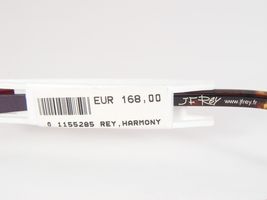 EUR 168,00
0 1155285 REY,HARMONY
J.F. REY www.jfrey.fr